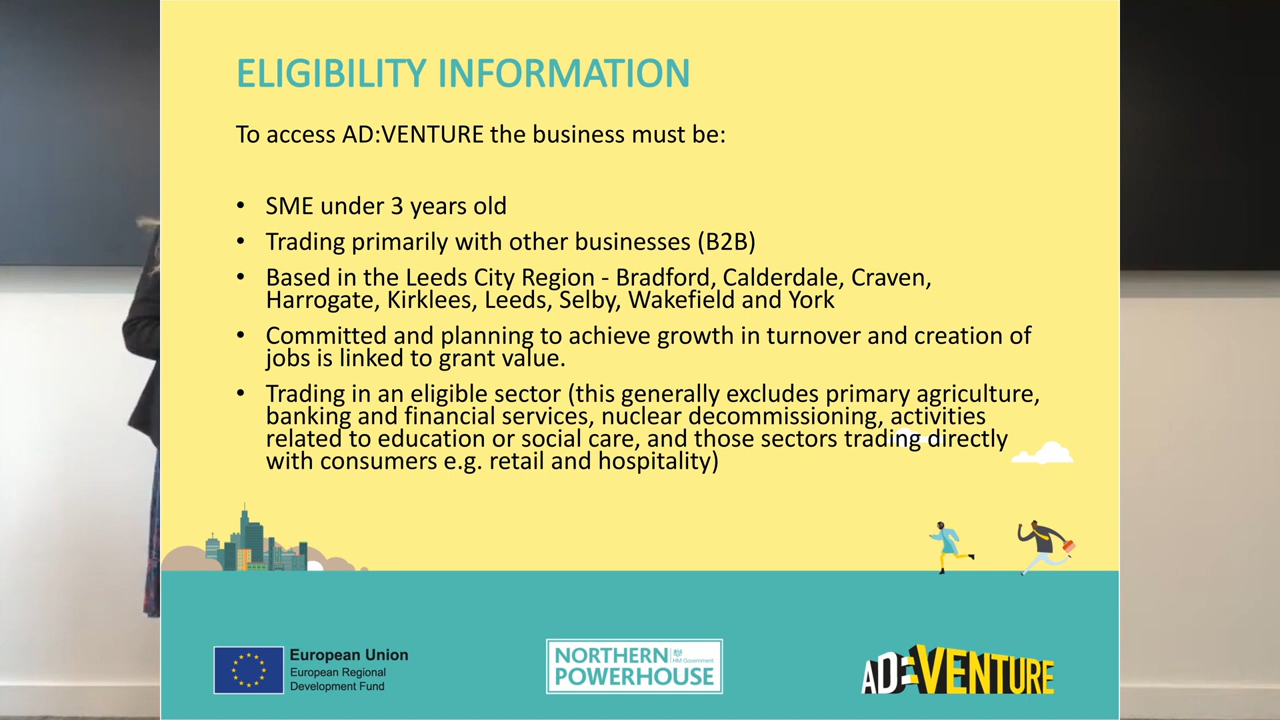 ELIGIBILITY INFORMATION
To access AD:VENTURE the business must be:
• SME under 3 years old
• Trading primarily with other businesses (B2B)
• Based in the Leeds City Region - Bradford, Calderdale, Craven,
Harrogate, Kirklees, Leeds, Selby, Wakefield and York
• Committed and planning to achieve growth in turnover and creation of
jobs is linked to grant value.
• Trading in an eligible sector (this generally excludes primary agriculture,
banking and financial services, nuclear decommissioning, activities
related to education or social care, and those sectors trading directly
with consumers e.g. retail and hospitality)
European Union
European Regional
Development Fund
NORTHERN
HM Government
POWERHOUSE
AD:VENTURE